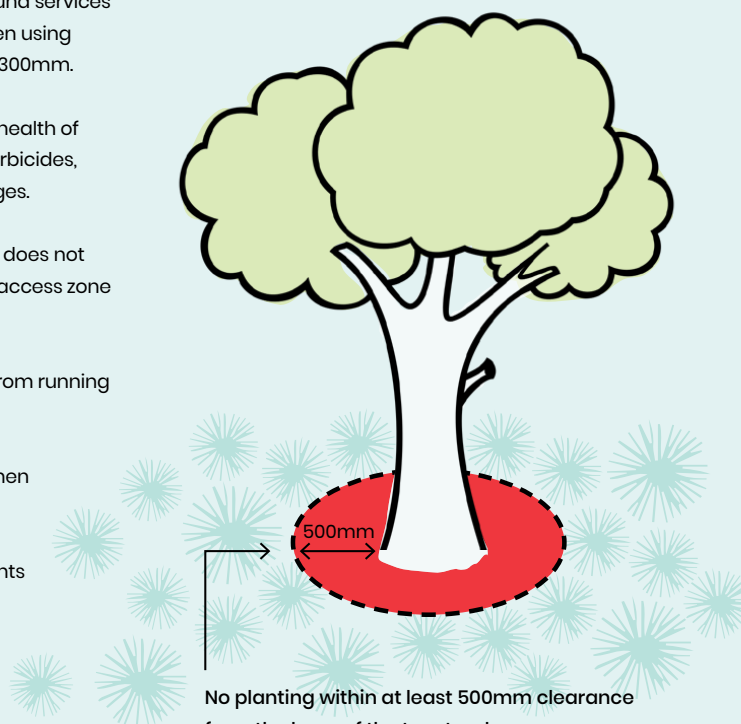 und services
en using
300mm.
health of
rbicides,
ges.
does not
access zone
rom running
hen
nts
500mm
No planting within at least 500mm clearance